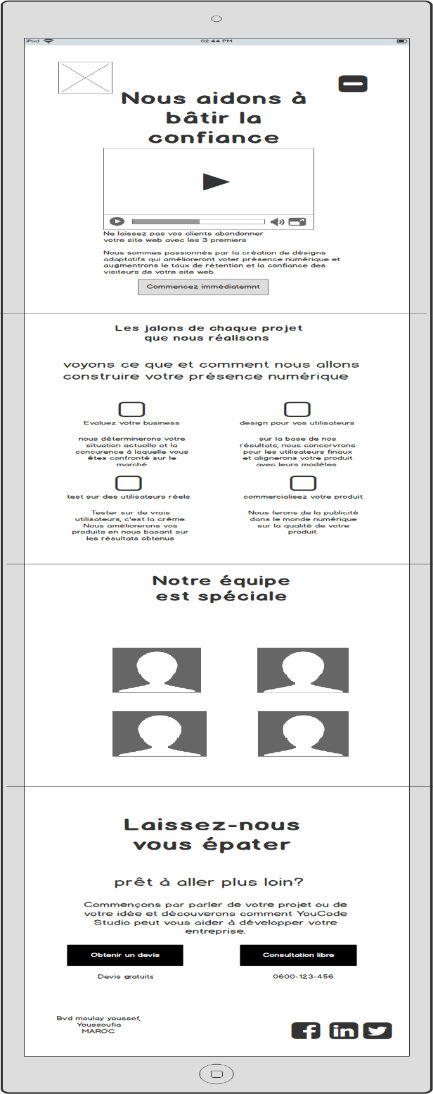 iPod
02:44 PM
Nous aidons à
bâtir la
confiance
Ne laissez pas vos clients abondonner
votre site web avec les 3 premiers
Nous sommes passionnés par la création de désigns
adaptatifs qui amélioreront voter présence numérique et
augmentrons le taux de rétention et la confiance des
visiteurs de votre site web.
Commencez immédiatemnt
Les jalons de chaque projet
que nous réalisons
voyons ce que et comment nous allons
construire votre présence numérique
Evaluez votre business
design pour vos utilisateurs
nous déterminerons votre
situation actuelle et la
concurence à laquelle vous
êtes confronté sur le
marché
sur la base de nos
résultats, nous concervrons
pour les utilisateurs finaux
et alignerons votre produit
avec leurs modèles
test sur des utilisateurs réels
commercialisez votre produit
Tester sur de vrais
utilisateurs, c'est la crème.
Nous améliorerons vos
produits en nous basant sur
les résultats obtenus
Nous ferons de la publicité
dans le monde numérique
sur la qualité de votre
produit.
Notre équipe
est spéciale
Laissez-nous
vous épater
prêt à aller plus loin?
Commençons par parler de votre projet ou de
votre idée et découverons comment YouCode
Studio peut vous aider à développer votre
entreprise.
Obtenir un devis
Consultation libre
Devis gratuits
0600-123-456
Bvd moulay youssef,
Youssoufia
MAROC.